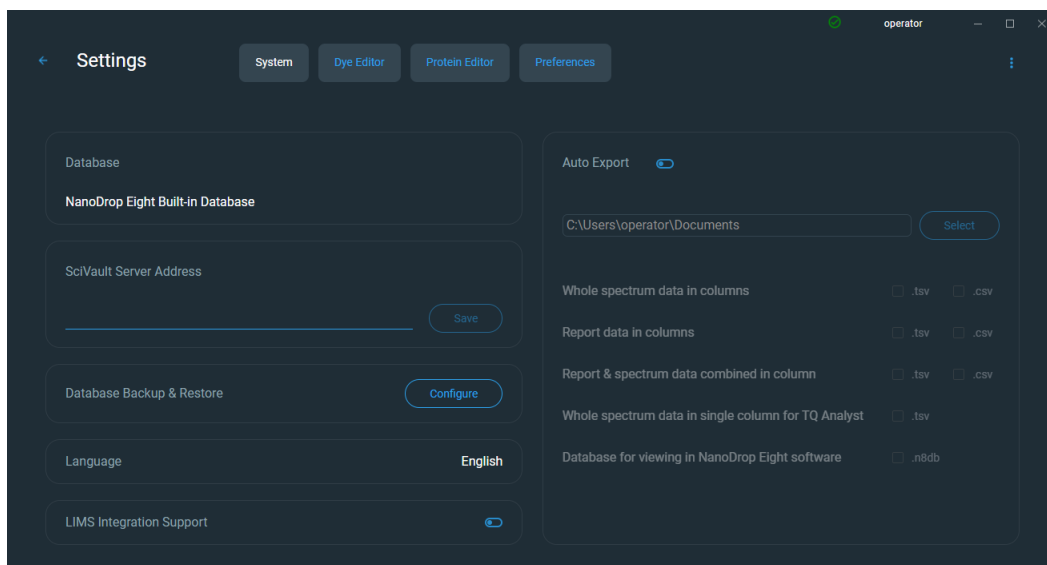 operator
Settings
System
Dye Editor
Protein Editor
Preferences
Database
NanoDrop Eight Built-in Database
SciVault Server Address
Save
Database Backup & Restore
Configure
Language
English
LIMS Integration Support
Auto Export
C:\Users\operator\Documents
Select
Whole spectrum data in columns
.tsv
.csv
Report data in columns
.tsv
.csv
Report & spectrum data combined in column
.tsv
.csv
Whole spectrum data in single column for TQ Analyst
.tsv
Database for viewing in NanoDrop Eight software
.n8db